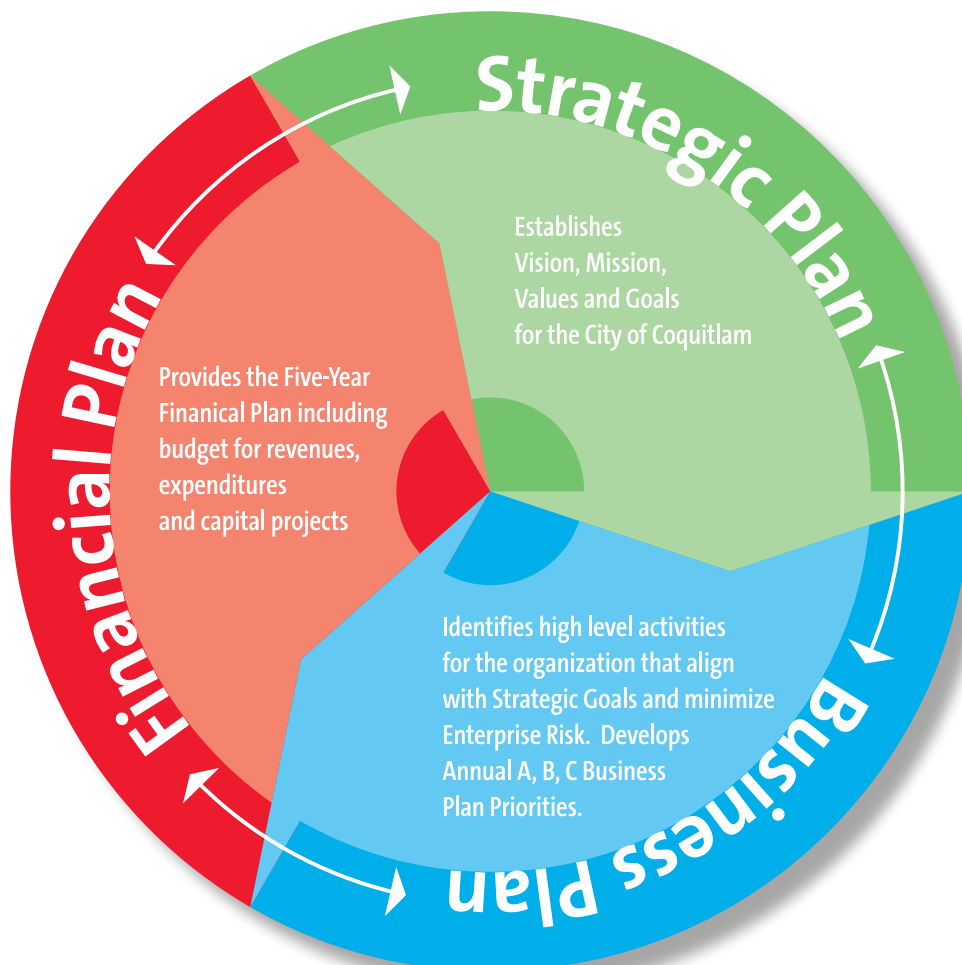 Strategic Plan
Establishes
Vision, Mission,
Values and Goals
for the City of Coquitlam
Financial Plan
Provides the Five-Year
Finanical Plan including
budget for revenues,
expenditures
and capital projects
Identifies high level activities
for the organization that align
with Strategic Goals and minimize
Enterprise Risk.  Develops
Annual A, B, C Business
Plan Priorities.
Business Plan